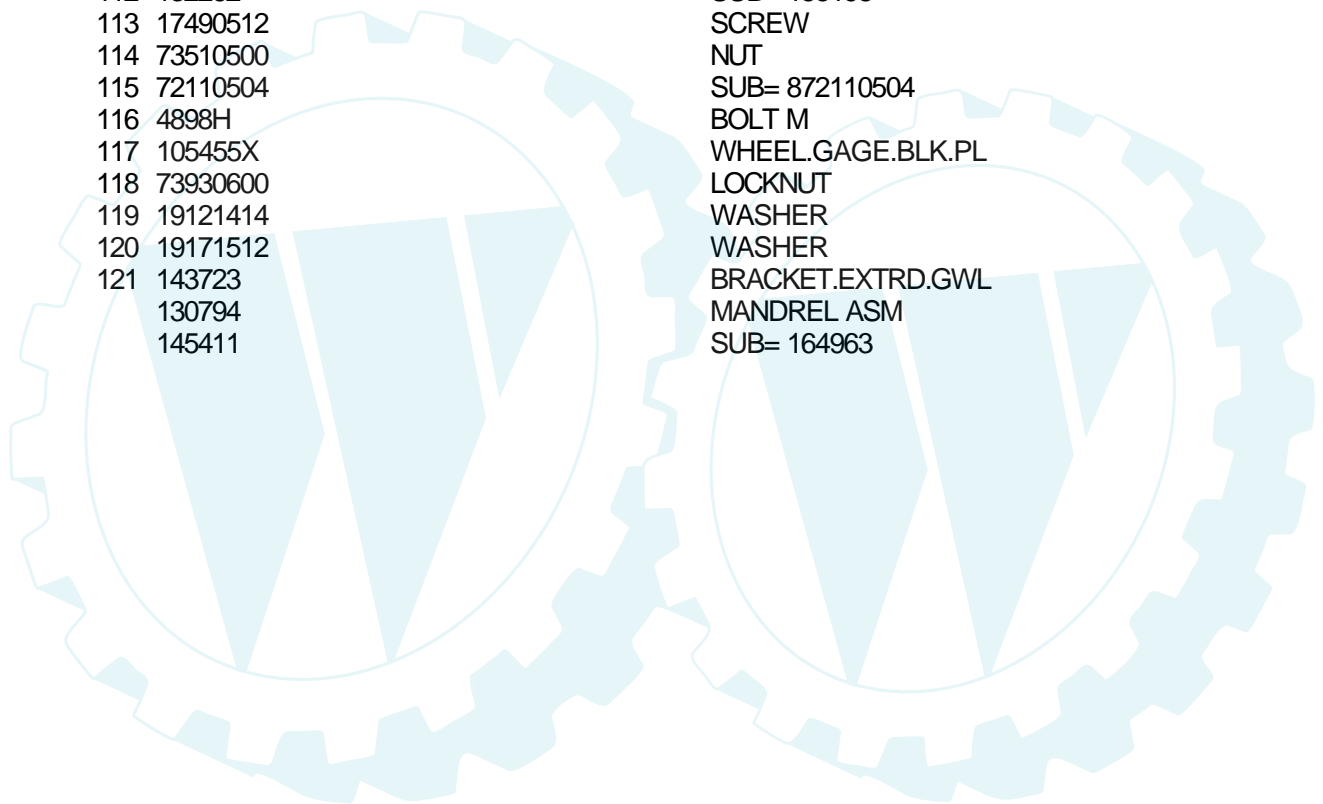 113 17490512 SCREW
114 73510500 NUT
115 72110504 SUB= 872110504
116 4898H BOLT M
117 105455X WHEEL.GAGE.BLK.PL
118 73930600 LOCKNUT
119 19121414 WASHER
120 19171512 WASHER
121 143723 BRACKET.EXTRD.GWL
130794 MANDREL ASM
145411 SUB= 164963